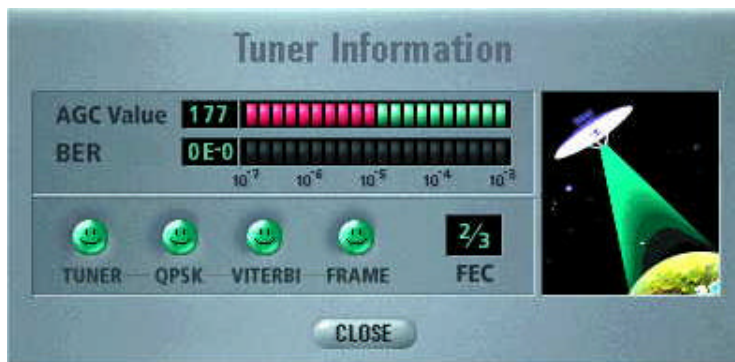 Tuner Information
AGC Value 177
BER 0E-0
10⁻⁷ 10⁻⁶ 10⁻⁵ 10⁻⁴ 10⁻³
TUNER QPSK VITERBI FRAME
2/3
FEC
CLOSE